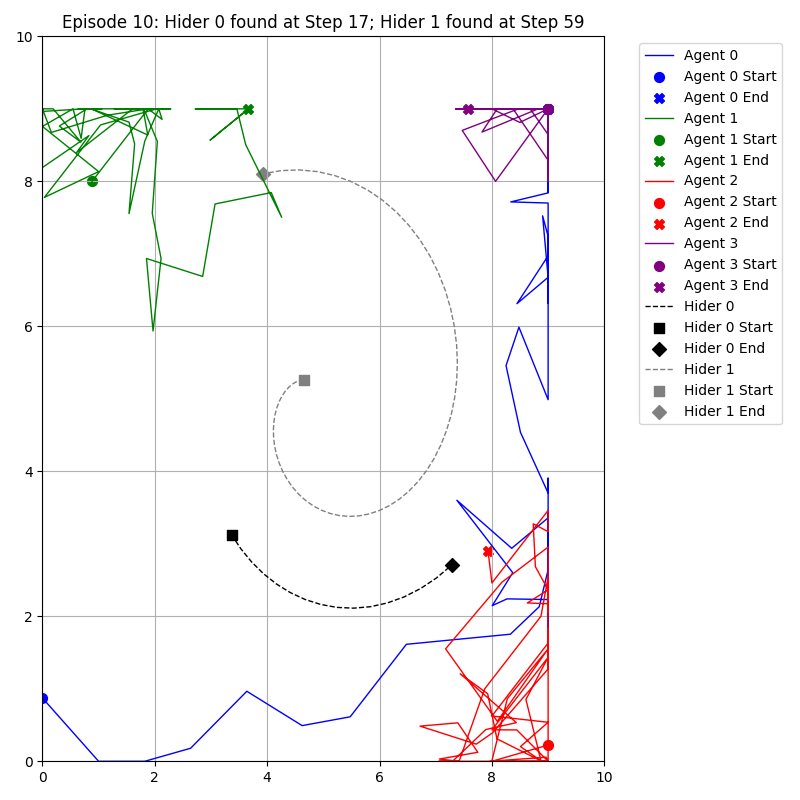 Episode 10: Hider 0 found at Step 17; Hider 1 found at Step 59
10
8
6
4
2
0
0
2
4
6
8
10
Agent 0
Agent 0 Start
Agent 0 End
Agent 1
Agent 1 Start
Agent 1 End
Agent 2
Agent 2 Start
Agent 2 End
Agent 3
Agent 3 Start
Agent 3 End
Hider 0
Hider 0 Start
Hider 0 End
Hider 1
Hider 1 Start
Hider 1 End